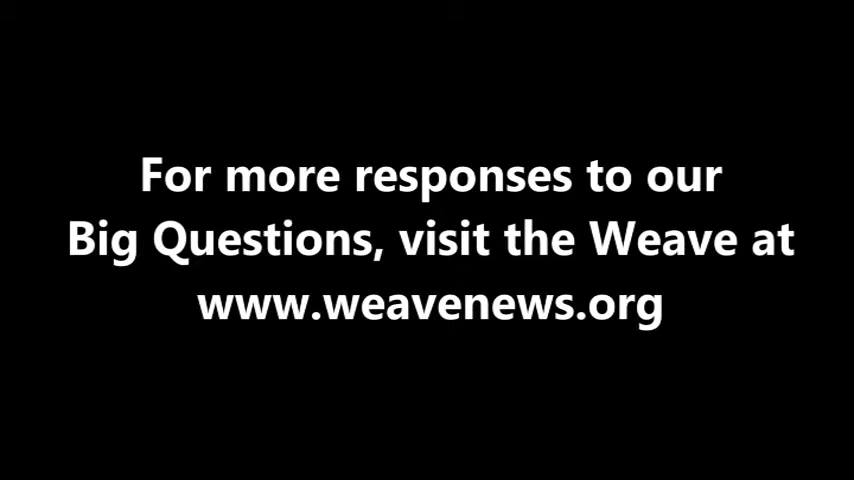 For more responses to our
Big Questions, visit the Weave at
www.weavenews.org